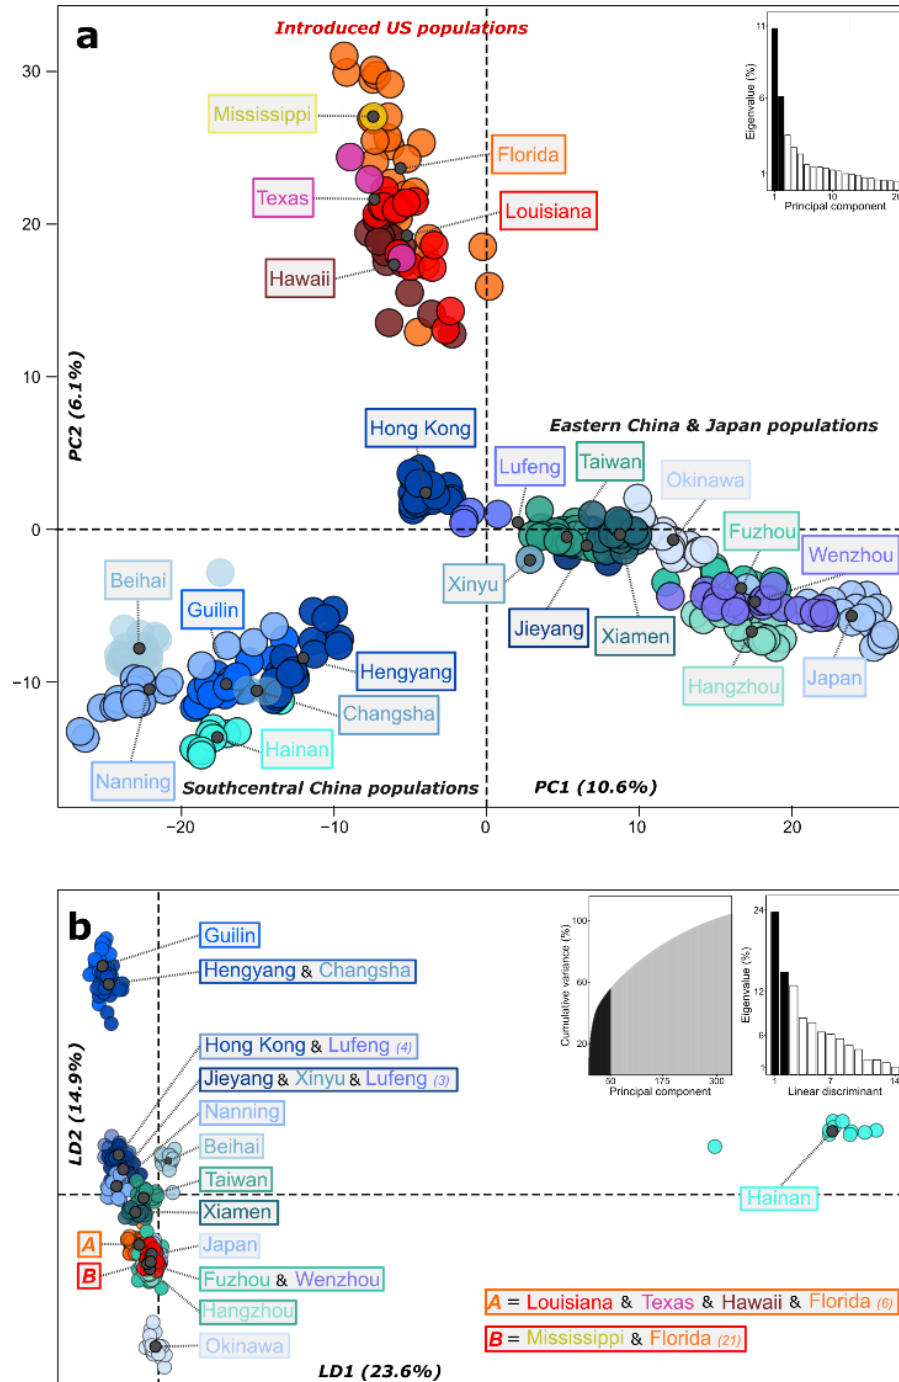 a
Introduced US populations
Eigenvalue (%)
11
6
1
1
10
20
Principal component
30
20
10
0
−10
PC2 (6.1%)
Mississippi
Florida
Texas
Louisiana
Hawaii
Hong Kong
Eastern China & Japan populations
Lufeng
Taiwan
Okinawa
Fuzhou
Wenzhou
Xinyu
Jieyang
Xiamen
Hangzhou
Japan
Beihai
Guilin
Hengyang
Changsha
Hainan
Nanning
Southcentral China populations
PC1 (10.6%)
−20
−10
0
10
20
b
Guilin
Hengyang & Changsha
Hong Kong & Lufeng (4)
Jieyang & Xinyu & Lufeng (3)
Nanning
Beihai
Taiwan
Xiamen
A
Japan
B
Fuzhou & Wenzhou
Hangzhou
Okinawa
LD2 (14.9%)
LD1 (23.6%)
Cumulative variance (%)
100
60
20
50
175
300
Principal component
Eigenvalue (%)
24
12
6
1
1
7
14
Linear discriminant
Hainan
A = Louisiana & Texas & Hawaii & Florida (6)
B = Mississippi & Florida (21)